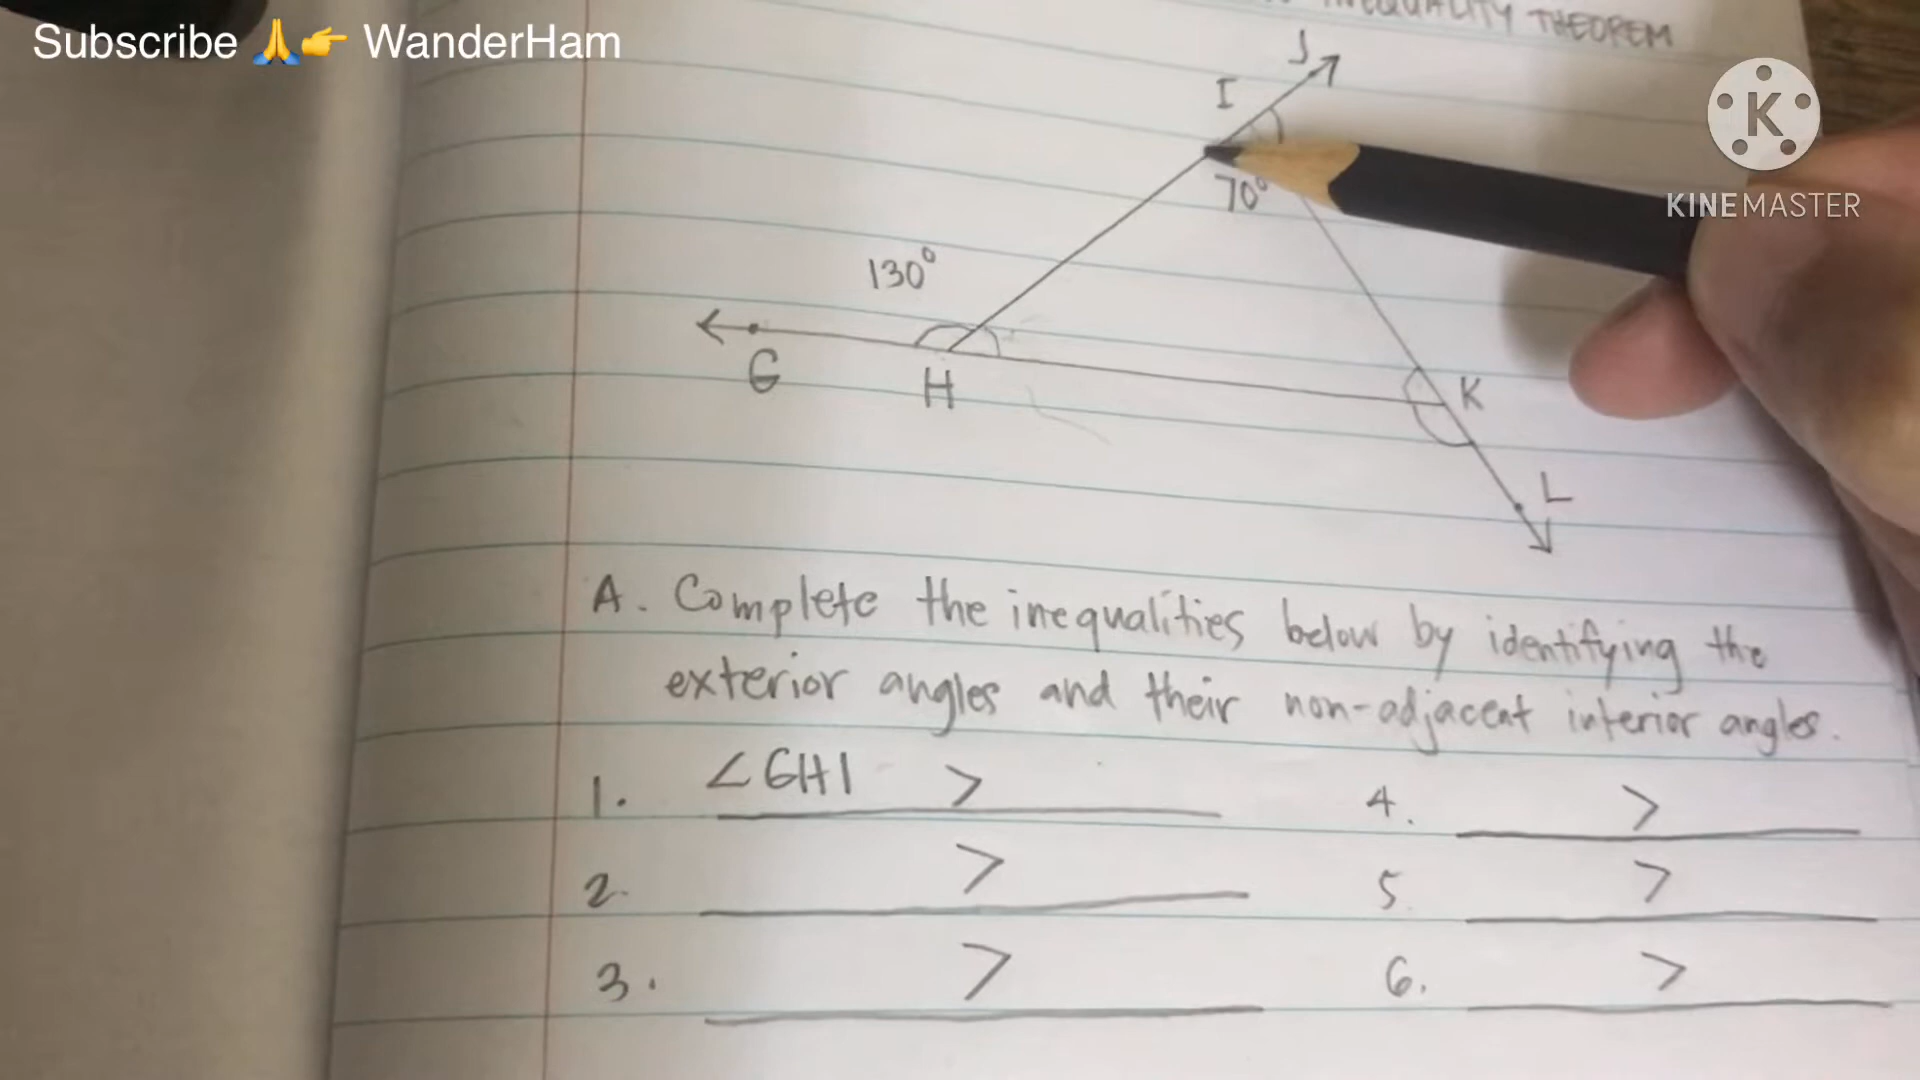 Subscribe 🙏👉 WanderHam
INEQUALITY THEOREM
J
I
K
KINEMASTER
70°
130°
G
H
K
L
A. Complete the inequalities below by identifying the
exterior angles and their non-adjacent interior angles.
1. ∠GHI >
4. >
2. >
5. >
3. >
6. >